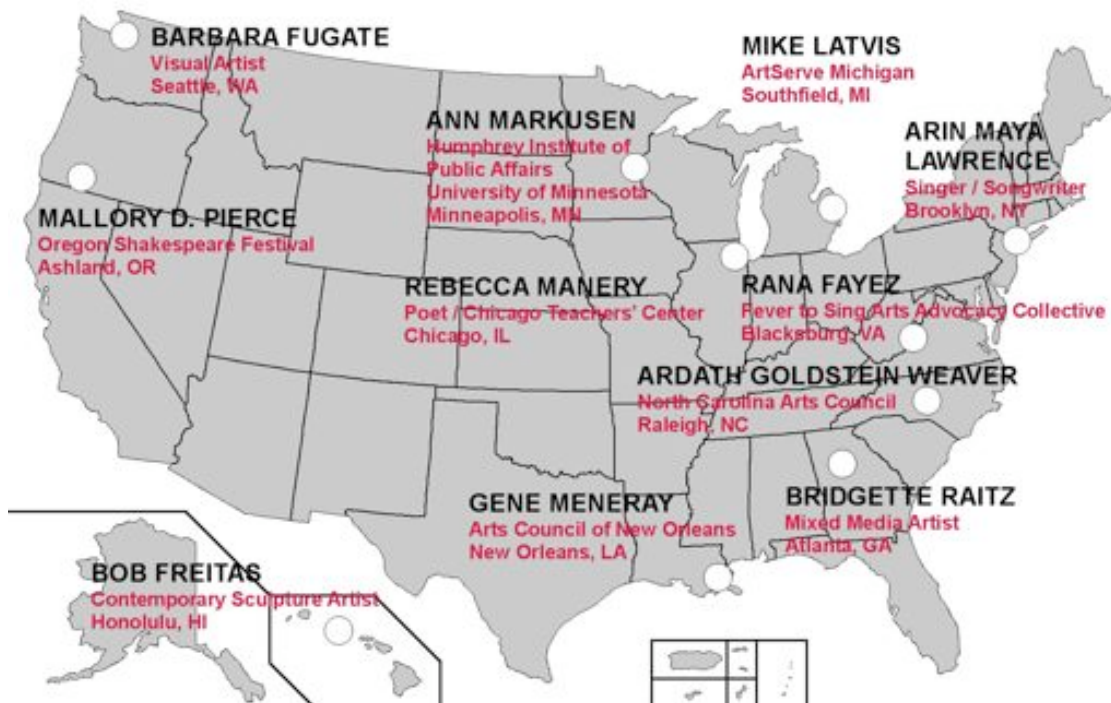 BARBARA FUGATE
Visual Artist
Seattle, WA
MIKE LATVIS
ArtServe Michigan
Southfield, MI
ANN MARKUSEN
Humphrey Institute of
Public Affairs
University of Minnesota
Minneapolis, MN
ARIN MAYA
LAWRENCE
Singer / Songwriter
Brooklyn, NY
MALLORY D. PIERCE
Oregon Shakespeare Festival
Ashland, OR
REBECCA MANERY
Poet / Chicago Teachers' Center
Chicago, IL
RANA FAYEZ
Fever to Sing Arts Advocacy Collective
Blacksburg, VA
ARDATH GOLDSTEIN WEAVER
North Carolina Arts Council
Raleigh, NC
GENE MENERAY
Arts Council of New Orleans
New Orleans, LA
BRIDGETTE RAITZ
Mixed Media Artist
Atlanta, GA
BOB FREITAS
Contemporary Sculpture Artist
Honolulu, HI